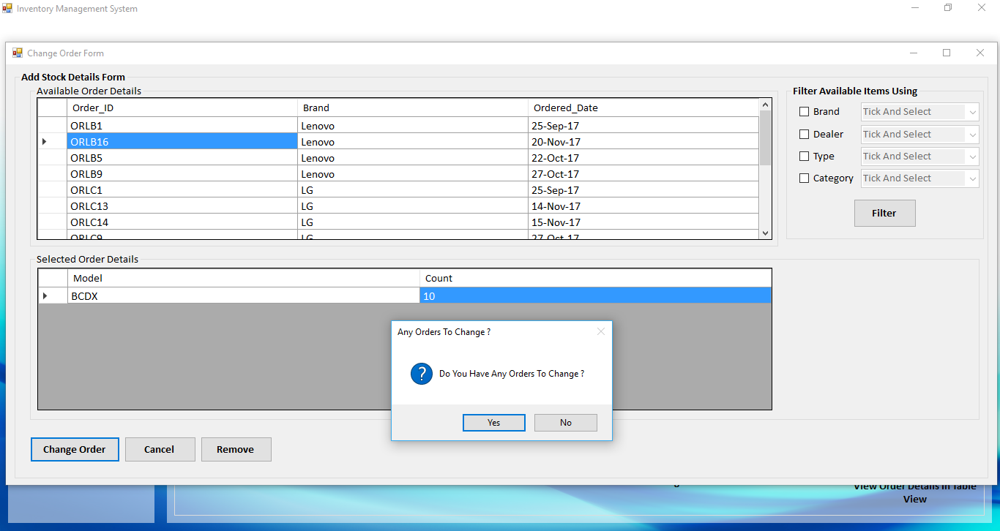 Inventory Management System
Change Order Form
Add Stock Details Form
Available Order Details
Order_ID Brand Ordered_Date
ORLB1 Lenovo 25-Sep-17
ORLB16 Lenovo 20-Nov-17
ORLB5 Lenovo 22-Oct-17
ORLB9 Lenovo 27-Oct-17
ORLC1 LG 25-Sep-17
ORLC13 LG 14-Nov-17
ORLC14 LG 15-Nov-17
ORLC9 LG 27-Oct-17
Filter Available Items Using
Brand Tick And Select
Dealer Tick And Select
Type Tick And Select
Category Tick And Select
Filter
Selected Order Details
Model Count
BCDX 10
Any Orders To Change ?
Do You Have Any Orders To Change ?
Yes No
Change Order Cancel Remove
View Order Details In Table
View